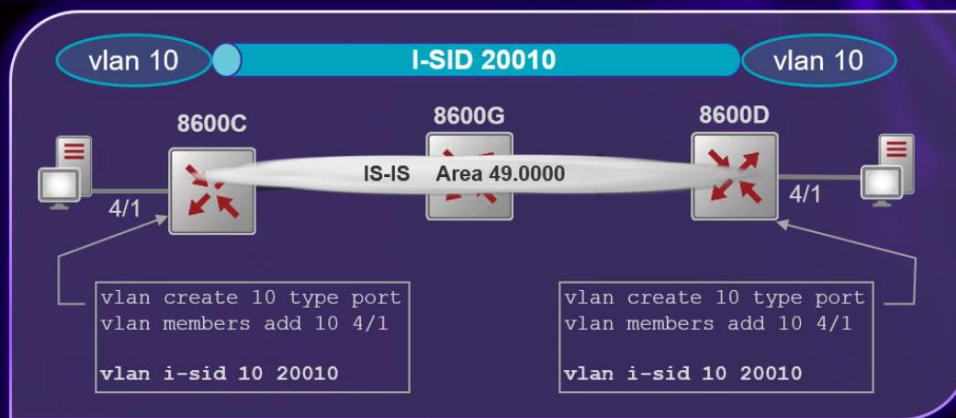 vlan 10
I-SID 20010
vlan 10
8600C
8600G
8600D
IS-IS Area 49.0000
4/1
4/1
vlan create 10 type port
vlan members add 10 4/1
vlan i-sid 10 20010
vlan create 10 type port
vlan members add 10 4/1
vlan i-sid 10 20010